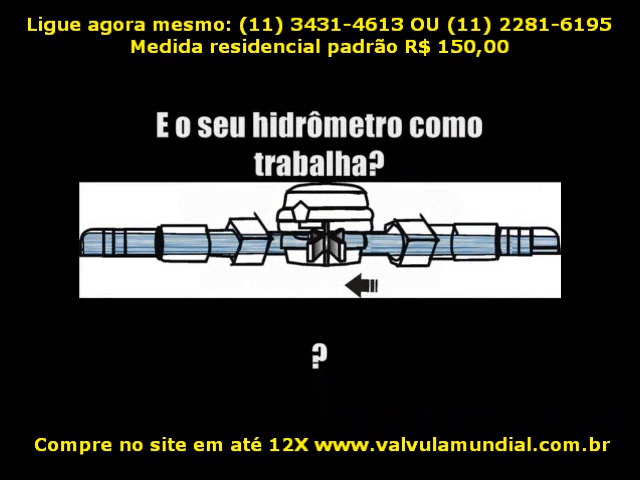 Ligue agora mesmo: (11) 3431-4613 OU (11) 2281-6195
Medida residencial padrão R$ 150,00
E o seu hidrômetro como
trabalha?
?
Compre no site em até 12X www.valvulamundial.com.br